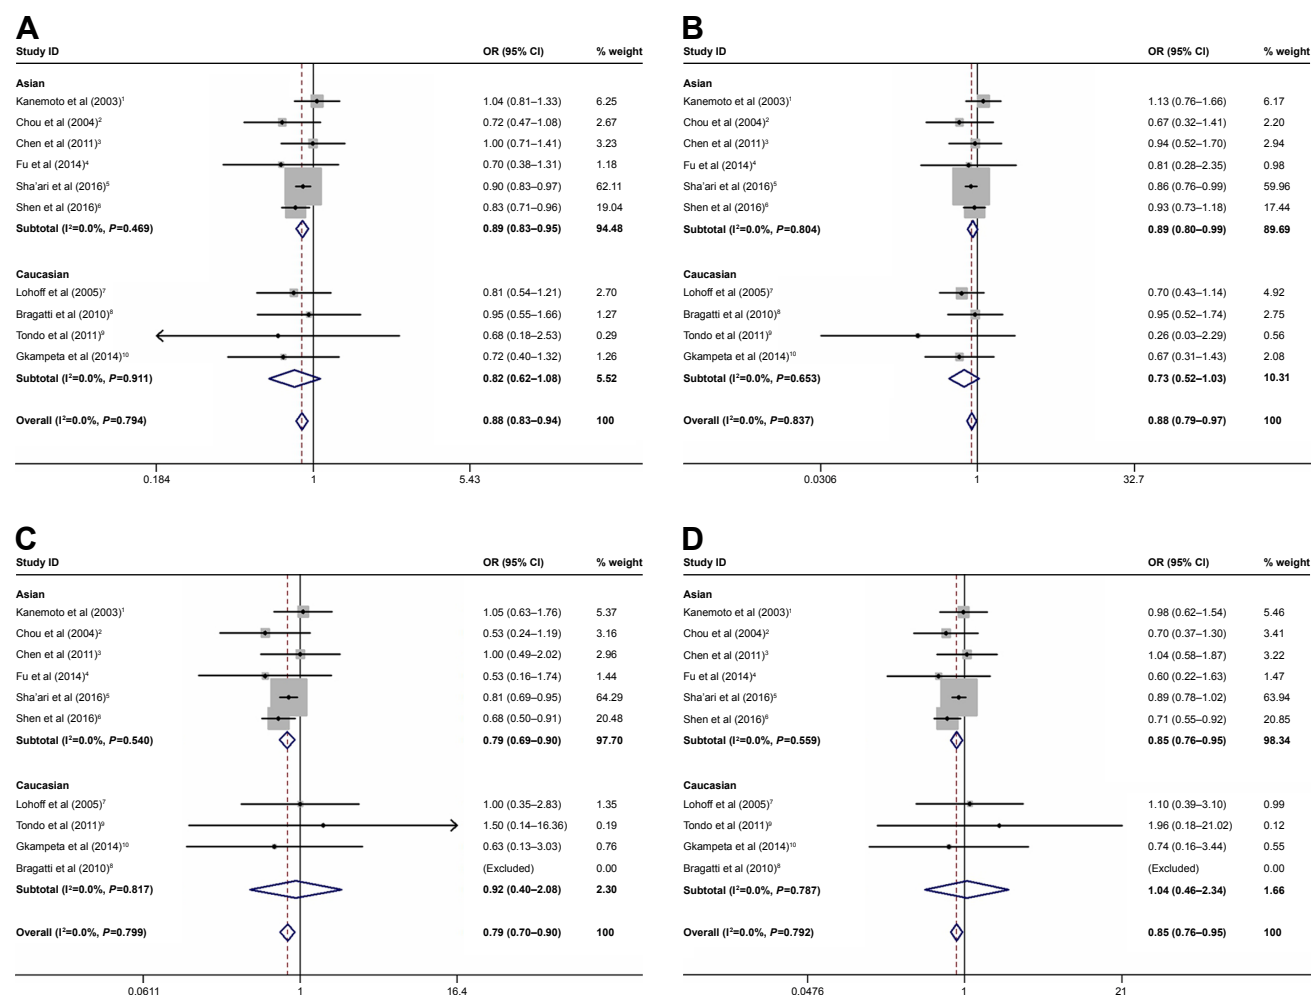 A
Study ID OR (95% CI) % weight
Asian
Kanemoto et al (2003)¹ 1.04 (0.81–1.33) 6.25
Chou et al (2004)² 0.72 (0.47–1.08) 2.67
Chen et al (2011)³ 1.00 (0.71–1.41) 3.23
Fu et al (2014)⁴ 0.70 (0.38–1.31) 1.18
Sha'ari et al (2016)⁵ 0.90 (0.83–0.97) 62.11
Shen et al (2016)⁶ 0.83 (0.71–0.96) 19.04
Subtotal (I²=0.0%, P=0.469) 0.89 (0.83–0.95) 94.48
Caucasian
Lohoff et al (2005)⁷ 0.81 (0.54–1.21) 2.70
Bragatti et al (2010)⁸ 0.95 (0.55–1.66) 1.27
Tondo et al (2011)⁹ 0.68 (0.18–2.53) 0.29
Gkampeta et al (2014)¹⁰ 0.72 (0.40–1.32) 1.26
Subtotal (I²=0.0%, P=0.911) 0.82 (0.62–1.08) 5.52
Overall (I²=0.0%, P=0.794) 0.88 (0.83–0.94) 100
0.184 1 5.43
B
Study ID OR (95% CI) % weight
Asian
Kanemoto et al (2003)¹ 1.13 (0.76–1.66) 6.17
Chou et al (2004)² 0.67 (0.32–1.41) 2.20
Chen et al (2011)³ 0.94 (0.52–1.70) 2.94
Fu et al (2014)⁴ 0.81 (0.28–2.35) 0.98
Sha'ari et al (2016)⁵ 0.86 (0.76–0.99) 59.96
Shen et al (2016)⁶ 0.93 (0.73–1.18) 17.44
Subtotal (I²=0.0%, P=0.804) 0.89 (0.80–0.99) 89.69
Caucasian
Lohoff et al (2005)⁷ 0.70 (0.43–1.14) 4.92
Bragatti et al (2010)⁸ 0.95 (0.52–1.74) 2.75
Tondo et al (2011)⁹ 0.26 (0.03–2.29) 0.56
Gkampeta et al (2014)¹⁰ 0.67 (0.31–1.43) 2.08
Subtotal (I²=0.0%, P=0.653) 0.73 (0.52–1.03) 10.31
Overall (I²=0.0%, P=0.837) 0.88 (0.79–0.97) 100
0.0306 1 32.7
C
Study ID OR (95% CI) % weight
Asian
Kanemoto et al (2003)¹ 1.05 (0.63–1.76) 5.37
Chou et al (2004)² 0.53 (0.24–1.19) 3.16
Chen et al (2011)³ 1.00 (0.49–2.02) 2.96
Fu et al (2014)⁴ 0.53 (0.16–1.74) 1.44
Sha'ari et al (2016)⁵ 0.81 (0.69–0.95) 64.29
Shen et al (2016)⁶ 0.68 (0.50–0.91) 20.48
Subtotal (I²=0.0%, P=0.540) 0.79 (0.69–0.90) 97.70
Caucasian
Lohoff et al (2005)⁷ 1.00 (0.35–2.83) 1.35
Tondo et al (2011)⁹ 1.50 (0.14–16.36) 0.19
Gkampeta et al (2014)¹⁰ 0.63 (0.13–3.03) 0.76
Bragatti et al (2010)⁸ (Excluded) 0.00
Subtotal (I²=0.0%, P=0.817) 0.92 (0.40–2.08) 2.30
Overall (I²=0.0%, P=0.799) 0.79 (0.70–0.90) 100
0.0611 1 16.4
D
Study ID OR (95% CI) % weight
Asian
Kanemoto et al (2003)¹ 0.98 (0.62–1.54) 5.46
Chou et al (2004)² 0.70 (0.37–1.30) 3.41
Chen et al (2011)³ 1.04 (0.58–1.87) 3.22
Fu et al (2014)⁴ 0.60 (0.22–1.63) 1.47
Sha'ari et al (2016)⁵ 0.89 (0.78–1.02) 63.94
Shen et al (2016)⁶ 0.71 (0.55–0.92) 20.85
Subtotal (I²=0.0%, P=0.559) 0.85 (0.76–0.95) 98.34
Caucasian
Lohoff et al (2005)⁷ 1.10 (0.39–3.10) 0.99
Tondo et al (2011)⁹ 1.96 (0.18–21.02) 0.12
Gkampeta et al (2014)¹⁰ 0.74 (0.16–3.44) 0.55
Bragatti et al (2010)⁸ (Excluded) 0.00
Subtotal (I²=0.0%, P=0.787) 1.04 (0.46–2.34) 1.66
Overall (I²=0.0%, P=0.792) 0.85 (0.76–0.95) 100
0.0476 1 21